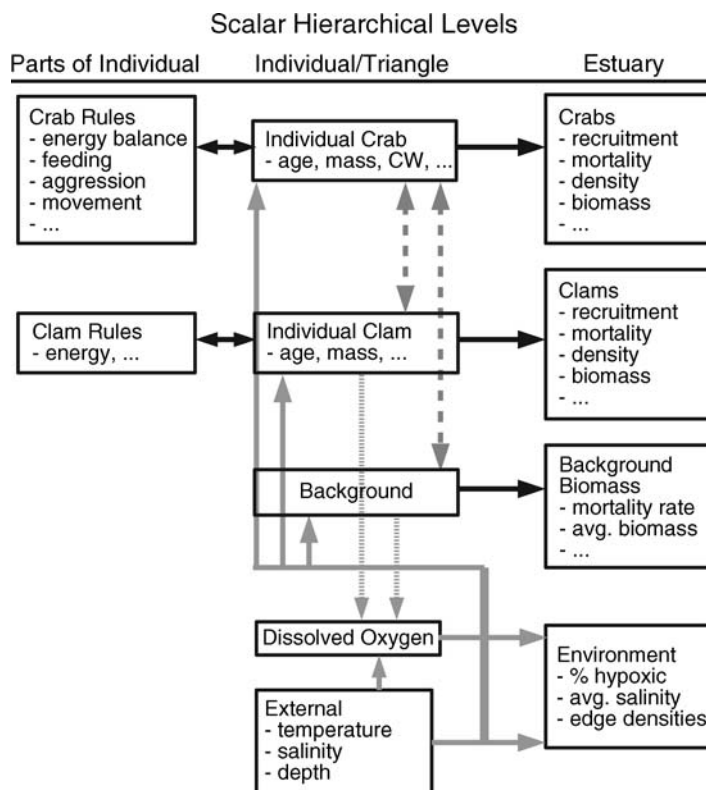 Scalar Hierarchical Levels
Parts of Individual
Individual/Triangle
Estuary
Crab Rules
- energy balance
- feeding
- aggression
- movement
- ...
Individual Crab
- age, mass, CW, ...
Crabs
- recruitment
- mortality
- density
- biomass
- ...
Clam Rules
- energy, ...
Individual Clam
- age, mass, ...
Clams
- recruitment
- mortality
- density
- biomass
- ...
Background
Background
Biomass
- mortality rate
- avg. biomass
- ...
Dissolved Oxygen
External
- temperature
- salinity
- depth
Environment
- % hypoxic
- avg. salinity
- edge densities